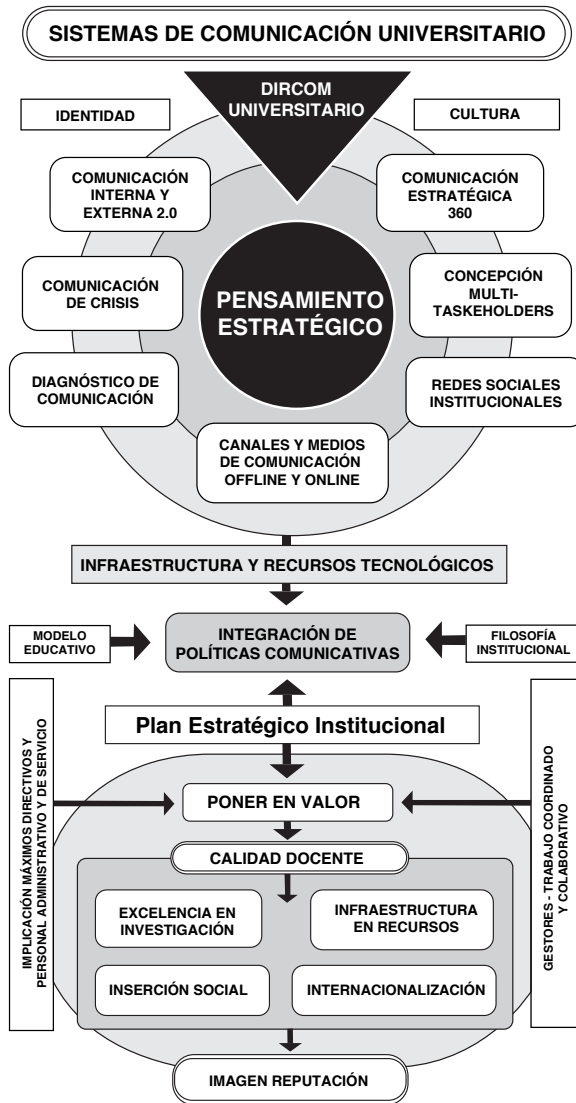 SISTEMAS DE COMUNICACIÓN UNIVERSITARIO
DIRCOM
UNIVERSITARIO
IDENTIDAD
CULTURA
COMUNICACIÓN
INTERNA Y
EXTERNA 2.0
COMUNICACIÓN
ESTRATÉGICA
360
COMUNICACIÓN
DE CRISIS
PENSAMIENTO
ESTRATÉGICO
CONCEPCIÓN
MULTI-
TASKEHOLDERS
DIAGNÓSTICO DE
COMUNICACIÓN
REDES SOCIALES
INSTITUCIONALES
CANALES Y MEDIOS
DE COMUNICACIÓN
OFFLINE Y ONLINE
INFRAESTRUCTURA Y RECURSOS TECNOLÓGICOS
MODELO
EDUCATIVO
INTEGRACIÓN DE
POLÍTICAS COMUNICATIVAS
FILOSOFÍA
INSTITUCIONAL
Plan Estratégico Institucional
IMPLICACIÓN MÁXIMOS DIRECTIVOS Y
PERSONAL ADMINISTRATIVO Y DE SERVICIO
PONER EN VALOR
GESTORES - TRABAJO COORDINADO
Y COLABORATIVO
CALIDAD DOCENTE
EXCELENCIA EN
INVESTIGACIÓN
INFRAESTRUCTURA
EN RECURSOS
INSERCIÓN SOCIAL
INTERNACIONALIZACIÓN
IMAGEN REPUTACIÓN